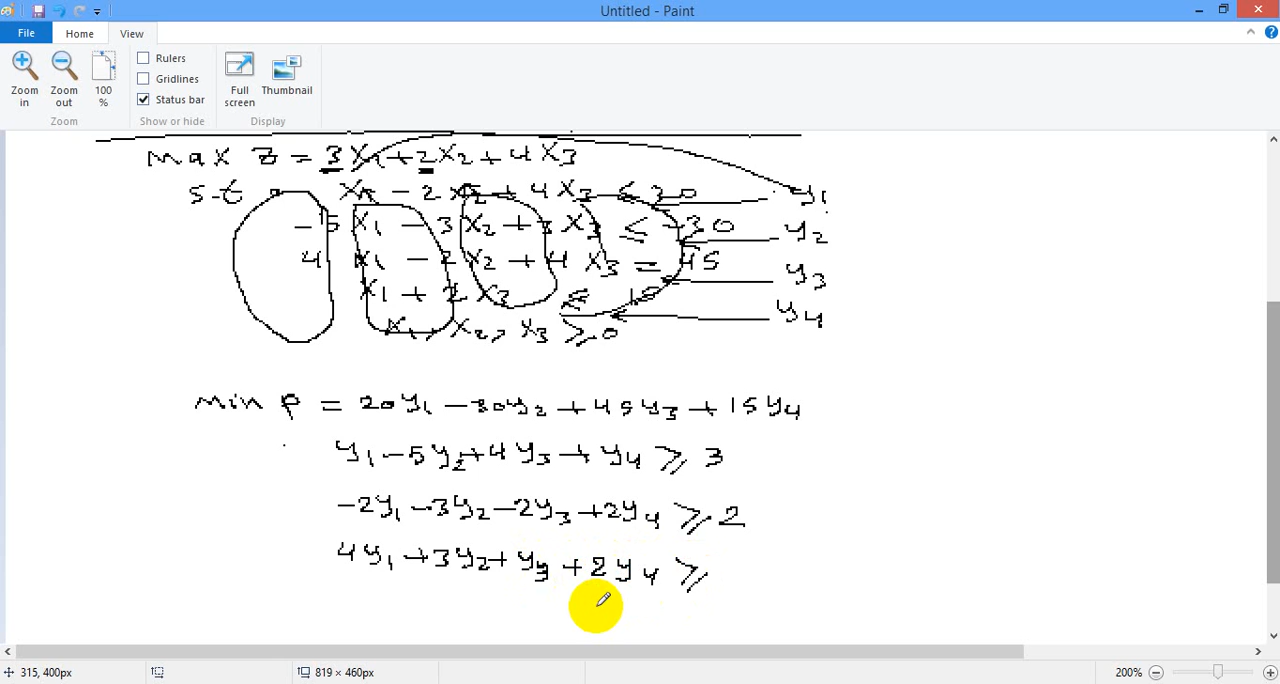 Untitled - Paint
File Home View
Rulers
Gridlines
Status bar
Zoom in
Zoom out
100 %
Full screen
Thumbnail
Zoom
Show or hide
Display
Max Z = 3X1 + 2X2 + 4X3
S.t X1 - 2X2 + 4X3 ≤ 20 y1
-5X1 - 3X2 + 3X3 ≤ -30 y2
4X1 - 2X2 + 4X3 = 45 y3
X1 + 2X3 ≤ 15 y4
X1, X2, X3 ≥ 0
min P = 20y1 - 30y2 + 45y3 + 15y4
y1 - 5y2 + 4y3 + y4 ≥ 3
-2y1 - 3y2 - 2y3 + 2y4 ≥ 2
4y1 + 3y2 + y3 + 2y4 ≥
315, 400px
819 × 460px
200%